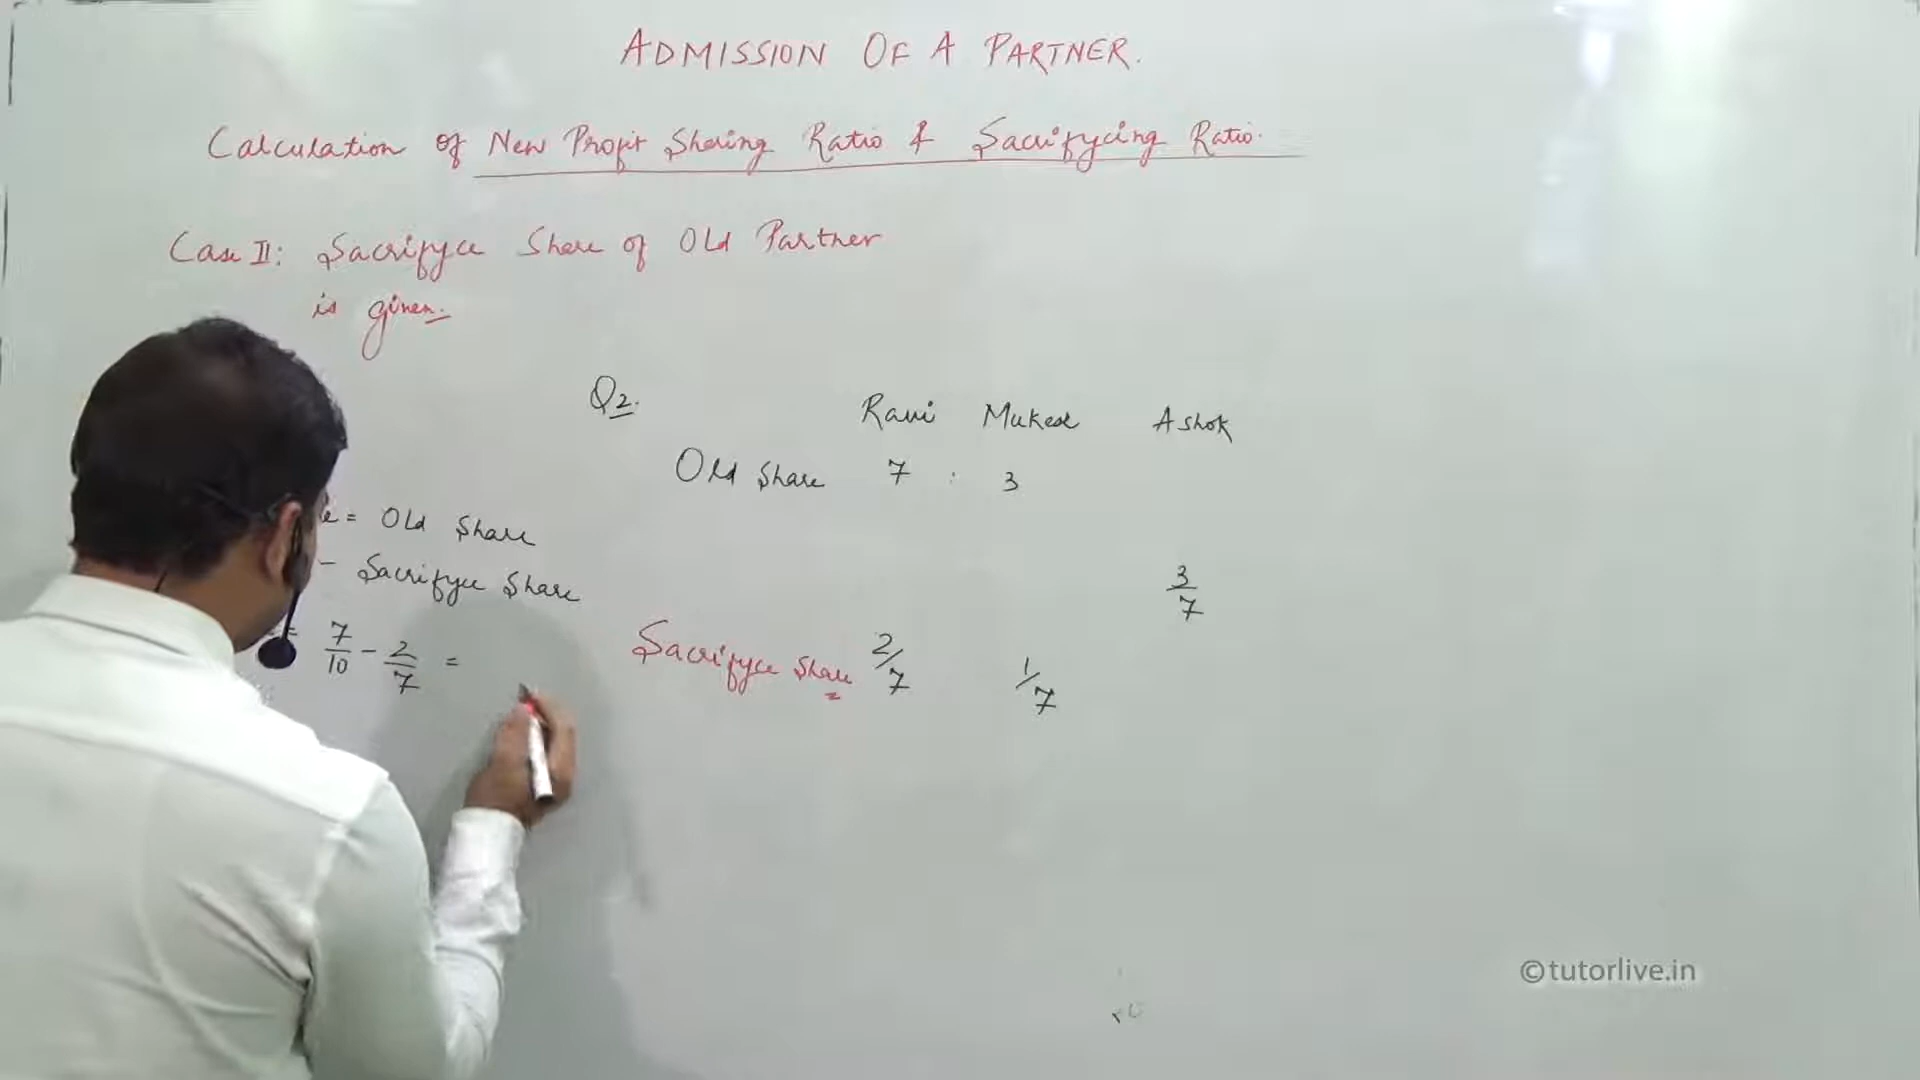 ADMISSION OF A PARTNER.
Calculation of New Profit Sharing Ratio & Sacrifycing Ratio.
Case II: Sacrifyce Share of Old Partner
is given.
Q2.
Ravi Mukesh Ashok
Old Share 7 : 3
= Old Share
- Sacrifyce Share
3/7
= 7/10 - 2/7 =
Sacrifyce Share 2/7 1/7
©tutorlive.in